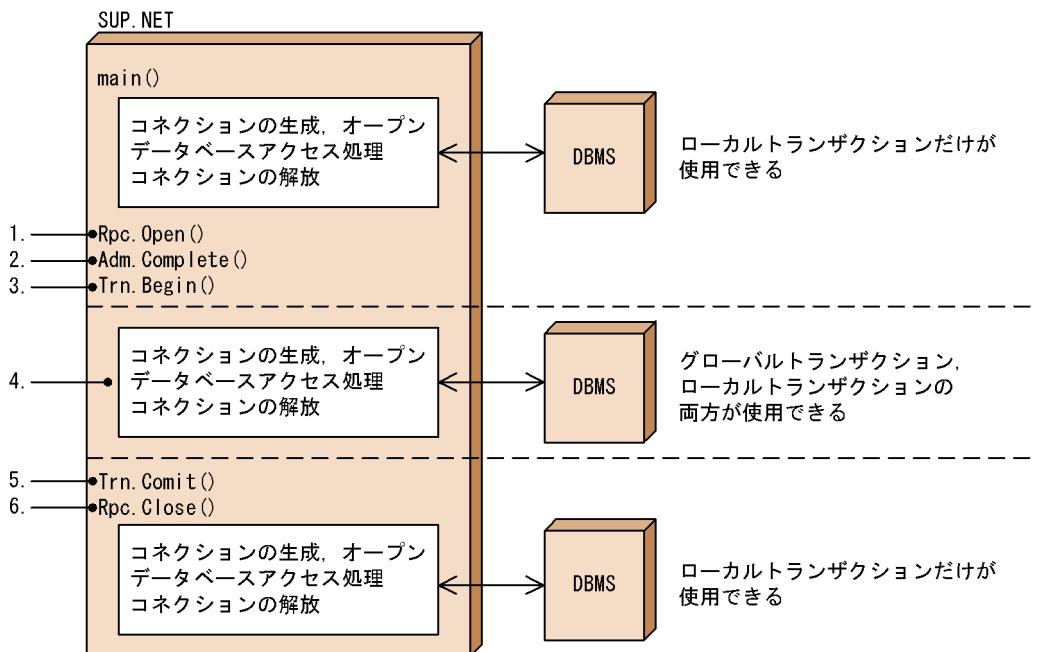 SUP.NET
main()
コネクションの生成，オープン
データベースアクセス処理
コネクションの解放
DBMS
ローカルトランザクションだけが
使用できる
1.
Rpc.Open()
2.
Adm.Complete()
3.
Trn.Begin()
4.
コネクションの生成，オープン
データベースアクセス処理
コネクションの解放
DBMS
グローバルトランザクション，
ローカルトランザクションの
両方が使用できる
5.
Trn.Comit()
6.
Rpc.Close()
コネクションの生成，オープン
データベースアクセス処理
コネクションの解放
DBMS
ローカルトランザクションだけが
使用できる